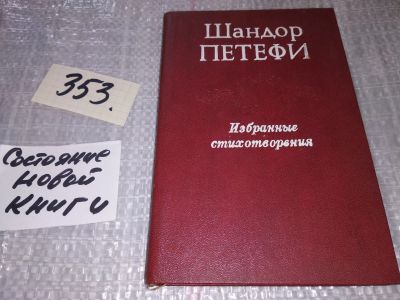 Шандор
ПЕТЕФИ
Избранные
стихотворения
353.
Состояние
новой
книги